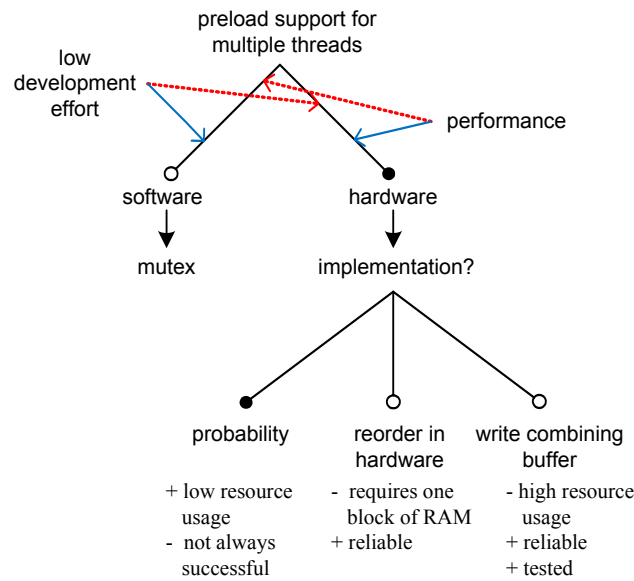 preload support for
multiple threads
low
development
effort
performance
software
hardware
mutex
implementation?
probability
reorder in
hardware
write combining
buffer
+ low resource
usage
- not always
successful
- requires one
block of RAM
+ reliable
- high resource
usage
+ reliable
+ tested